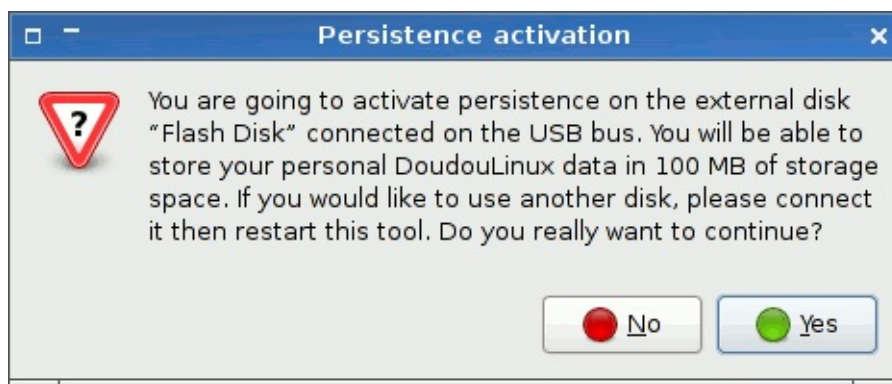 Persistence activation
You are going to activate persistence on the external disk
“Flash Disk” connected on the USB bus. You will be able to
store your personal DoudouLinux data in 100 MB of storage
space. If you would like to use another disk, please connect
it then restart this tool. Do you really want to continue?
No Yes